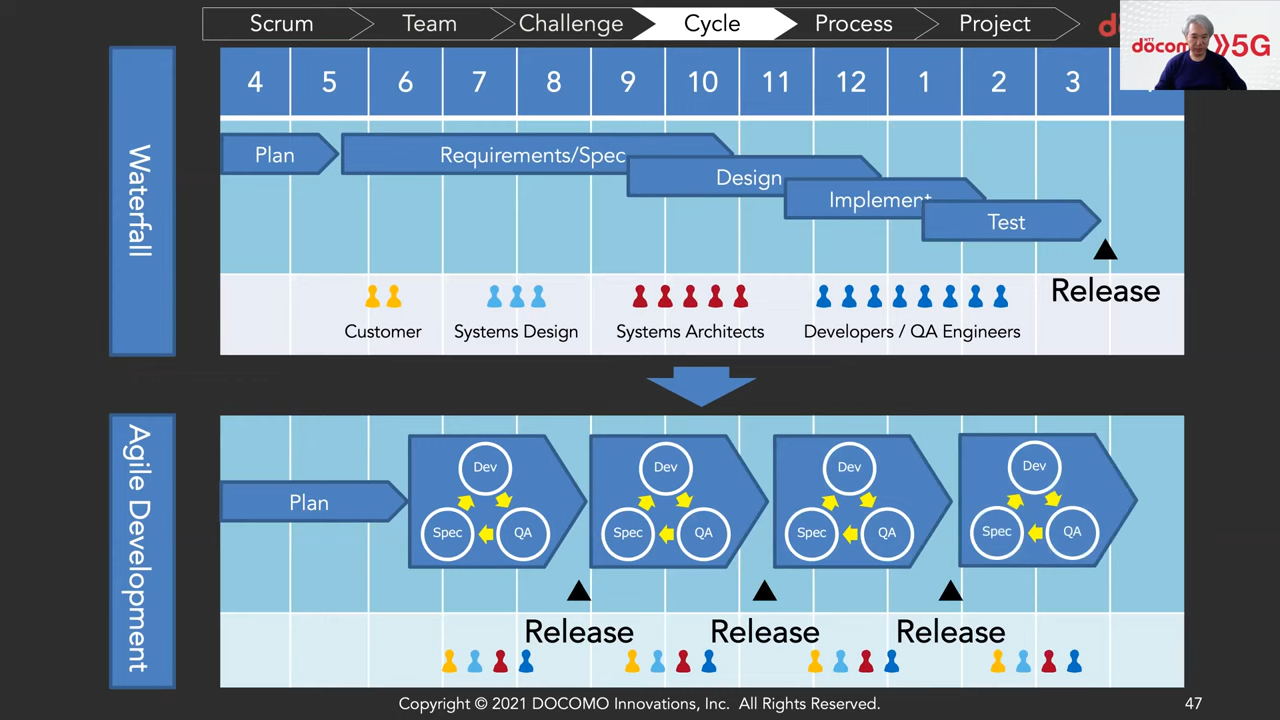 Scrum
Team
Challenge
Cycle
Process
Project
NTT
docomo 5G
Waterfall
4 5 6 7 8 9 10 11 12 1 2 3
Plan
Requirements/Spec
Design
Implement
Test
Release
Customer
Systems Design
Systems Architects
Developers / QA Engineers
Agile Development
Plan
Dev
Spec
QA
Dev
Spec
QA
Dev
Spec
QA
Dev
Spec
QA
Release
Release
Release
Copyright © 2021 DOCOMO Innovations, Inc. All Rights Reserved.
47